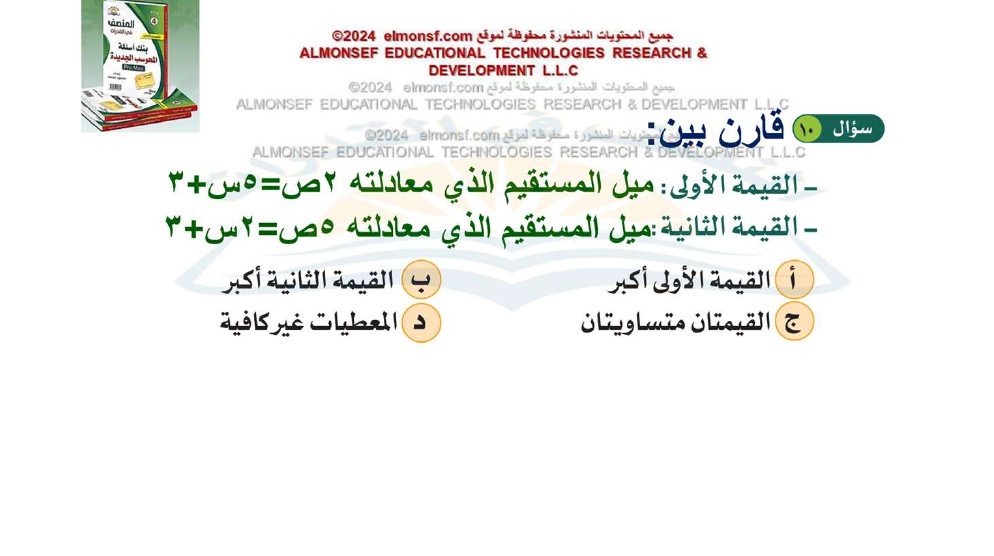 جميع المحتويات المنشورة محفوظة لموقع elmonsf.com ©2024
ALMONSEF EDUCATIONAL TECHNOLOGIES RESEARCH &
DEVELOPMENT L.L.C
جميع المحتويات المنشورة محفوظة لموقع elmonsf.com ©2024
ALMONSEF EDUCATIONAL TECHNOLOGIES RESEARCH & DEVELOPMENT L.L.C
سؤال ١٠ قارن بين:
المحتويات المنشورة محفوظة لموقع elmonsf.com ©2024
ALMONSEF EDUCATIONAL TECHNOLOGIES RESEARCH & DEVELOPMENT L.L.C
- القيمة الأولى: ميل المستقيم الذي معادلته ٢ص=٥س+٣
- القيمة الثانية: ميل المستقيم الذي معادلته ٥ص=٢س+٣
أ القيمة الأولى أكبر
ب القيمة الثانية أكبر
ج القيمتان متساويتان
د المعطيات غير كافية
المنصف
في القدرات
بنك أسئلة
المحوسب الجديدة